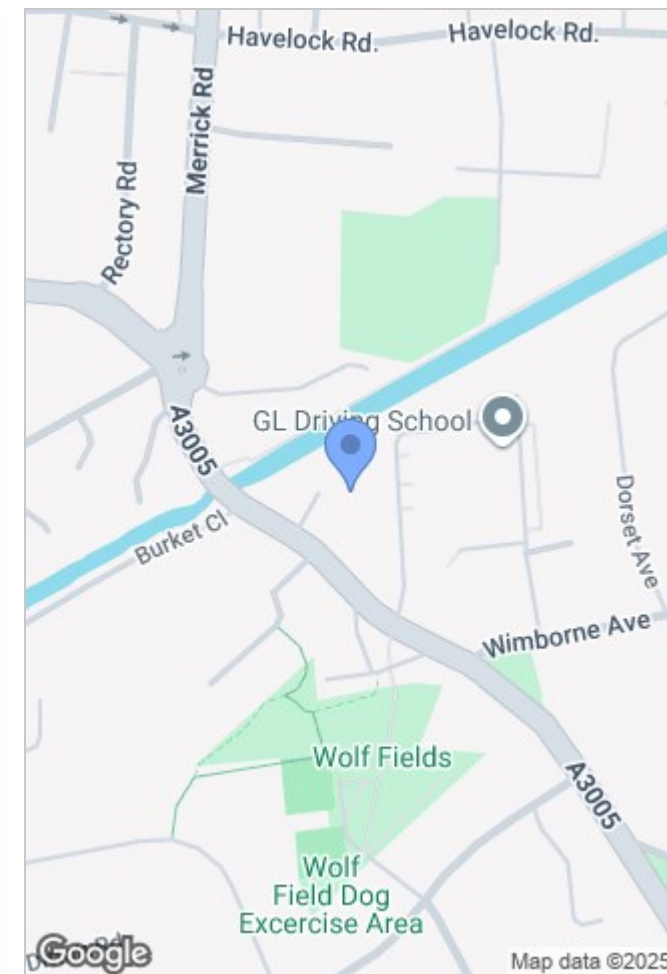 Havelock Rd.
Havelock Rd.
Merrick Rd
Rectory Rd
GL Driving School
A3005
Burket Cl
Dorset Ave
Wimborne Ave
Wolf Fields
A3005
Wolf
Field Dog
Excercise Area
Google
Map data ©2025